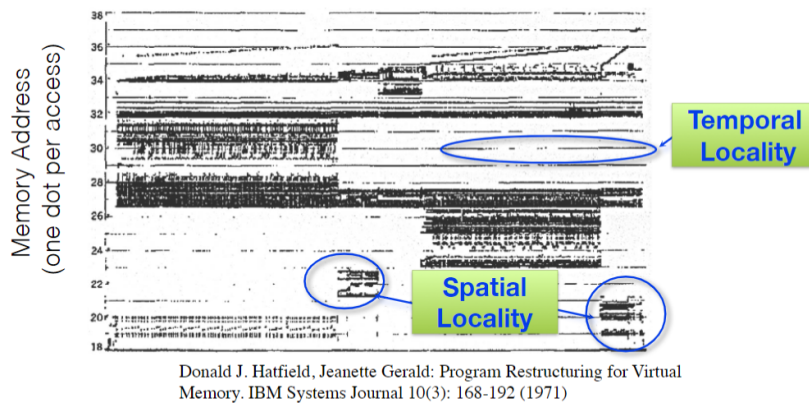 Memory Address
(one dot per access)
38
36
34
32
30
28
26
24
22
20
18
Temporal
Locality
Spatial
Locality
Donald J. Hatfield, Jeanette Gerald: Program Restructuring for Virtual
Memory. IBM Systems Journal 10(3): 168-192 (1971)